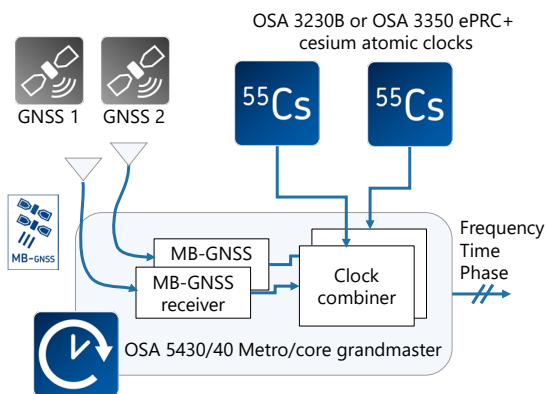 OSA 3230B or OSA 3350 ePRC+
cesium atomic clocks
GNSS 1
GNSS 2
55Cs
55Cs
MB-GNSS
MB-GNSS
MB-GNSS
receiver
Clock
combiner
Frequency
Time
Phase
OSA 5430/40 Metro/core grandmaster